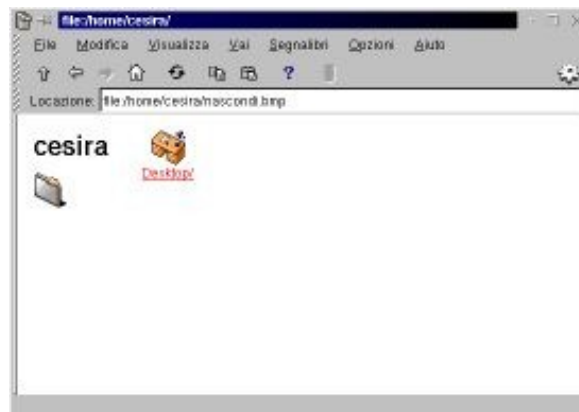 file:/home/cesira/
File Modifica Visualizza Vai Segnalibri Opzioni Aiuto
?
Locazione: file:/home/cesira/nascondi.bmp
cesira
Desktop/